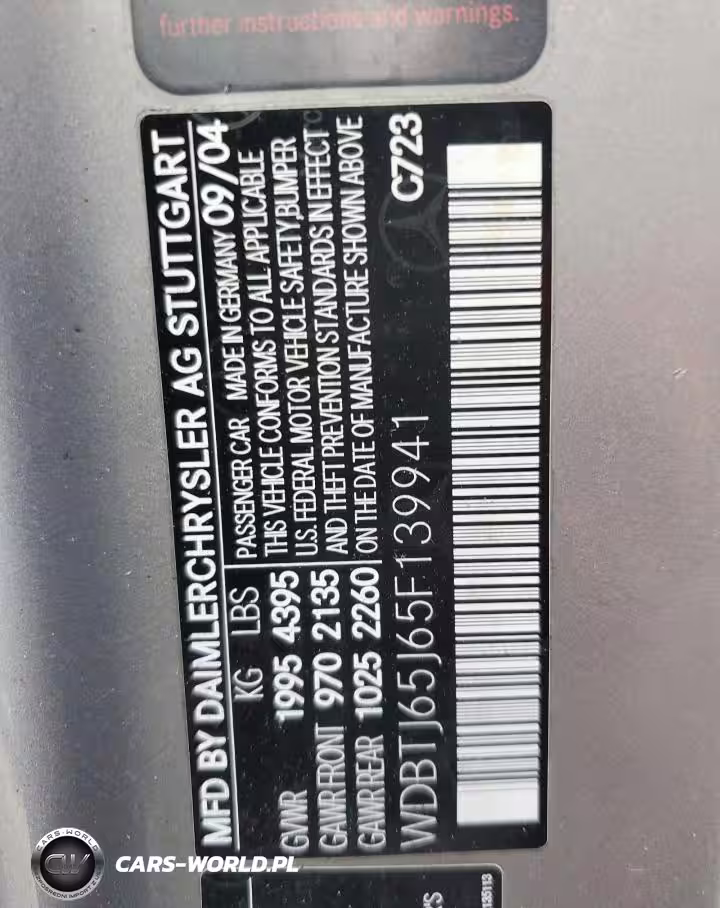 further instructions and warnings.
MFD BY DAIMLERCHRYSLER AG STUTTGART
KG LBS
GVWR 1995 4395
GAWR FRONT 970 2135
GAWR REAR 1025 2260
PASSENGER CAR MADE IN GERMANY 09/04
THIS VEHICLE CONFORMS TO ALL APPLICABLE
U.S. FEDERAL MOTOR VEHICLE SAFETY,BUMPER
AND THEFT PREVENTION STANDARDS IN EFFECT
ON THE DATE OF MANUFACTURE SHOWN ABOVE
WDBTJ65J65F139941 C723
CARS-WORLD
CW
CARS-WORLD.PL